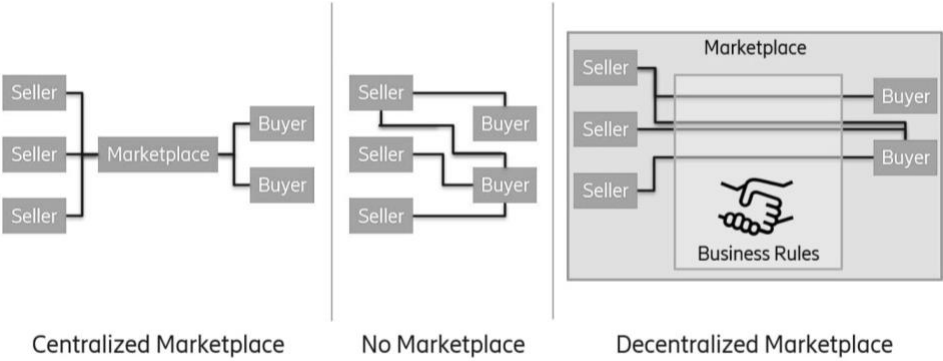 Seller
Seller
Seller
Marketplace
Buyer
Buyer
Centralized Marketplace
Seller
Seller
Seller
Buyer
Buyer
No Marketplace
Marketplace
Seller
Seller
Seller
Buyer
Buyer
Business Rules
Decentralized Marketplace